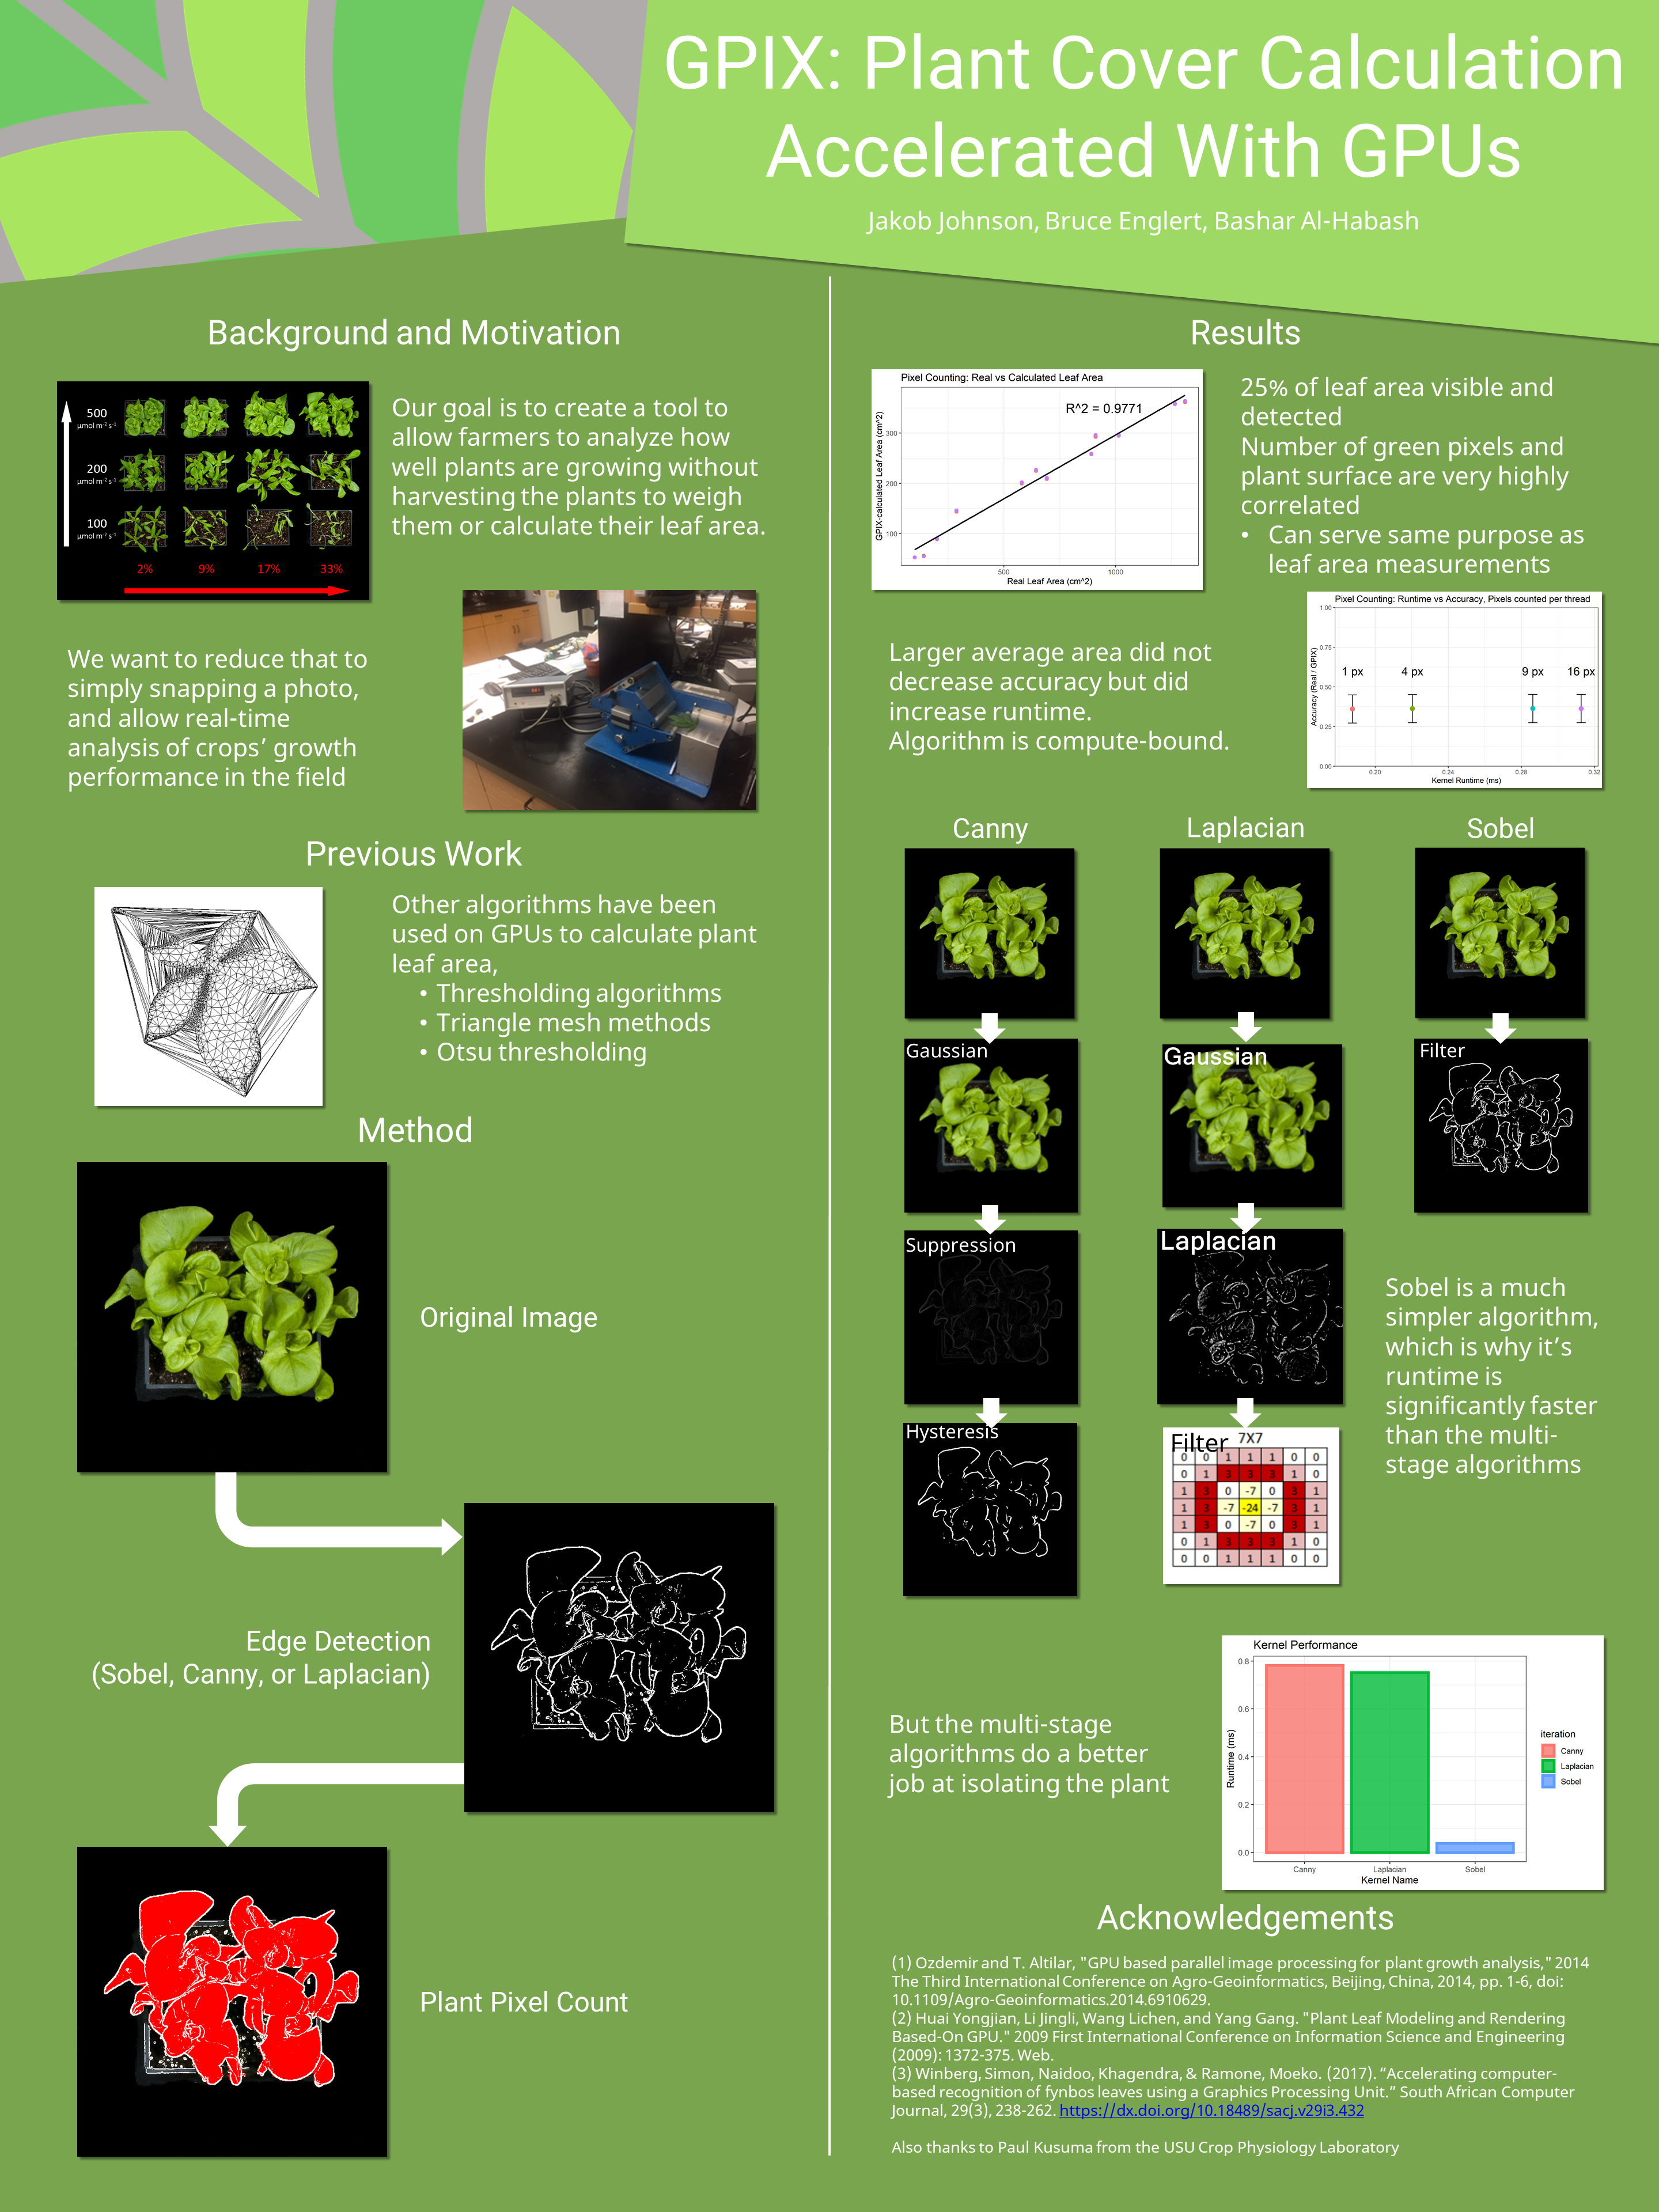 GPIX: Plant Cover Calculation
Accelerated With GPUs
Jakob Johnson, Bruce Englert, Bashar Al-Habash
Background and Motivation
500
μmol m⁻² s⁻¹
200
μmol m⁻² s⁻¹
100
μmol m⁻² s⁻¹
2% 9% 17% 33%
Our goal is to create a tool to
allow farmers to analyze how
well plants are growing without
harvesting the plants to weigh
them or calculate their leaf area.
We want to reduce that to
simply snapping a photo,
and allow real-time
analysis of crops’ growth
performance in the field
Previous Work
Other algorithms have been
used on GPUs to calculate plant
leaf area,
• Thresholding algorithms
• Triangle mesh methods
• Otsu thresholding
Method
Original Image
Edge Detection
(Sobel, Canny, or Laplacian)
Plant Pixel Count
Results
Pixel Counting: Real vs Calculated Leaf Area
R^2 = 0.9771
GPIX-calculated Leaf Area (cm^2)
300
200
100
500 1000
Real Leaf Area (cm^2)
25% of leaf area visible and
detected
Number of green pixels and
plant surface are very highly
correlated
• Can serve same purpose as
leaf area measurements
Larger average area did not
decrease accuracy but did
increase runtime.
Algorithm is compute-bound.
Pixel Counting: Runtime vs Accuracy, Pixels counted per thread
Accuracy (Real / GPIX)
1.00
0.75
0.50
0.25
0.00
1 px 4 px 9 px 16 px
0.20 0.24 0.28 0.32
Kernel Runtime (ms)
Canny
Gaussian
Suppression
Hysteresis
Laplacian
Gaussian
Laplacian
Filter 7X7
0 0 1 1 1 0 0
0 1 3 3 3 1 0
1 3 0 -7 0 3 1
1 3 -7 -24 -7 3 1
1 3 0 -7 0 3 1
0 1 3 3 3 1 0
0 0 1 1 1 0 0
Sobel
Filter
Sobel is a much
simpler algorithm,
which is why it’s
runtime is
significantly faster
than the multi-
stage algorithms
But the multi-stage
algorithms do a better
job at isolating the plant
Kernel Performance
Runtime (ms)
0.8
0.6
0.4
0.2
0.0
Canny Laplacian Sobel
Kernel Name
iteration
Canny
Laplacian
Sobel
Acknowledgements
(1) Ozdemir and T. Altilar, "GPU based parallel image processing for plant growth analysis," 2014
The Third International Conference on Agro-Geoinformatics, Beijing, China, 2014, pp. 1-6, doi:
10.1109/Agro-Geoinformatics.2014.6910629.
(2) Huai Yongjian, Li Jingli, Wang Lichen, and Yang Gang. "Plant Leaf Modeling and Rendering
Based-On GPU." 2009 First International Conference on Information Science and Engineering
(2009): 1372-375. Web.
(3) Winberg, Simon, Naidoo, Khagendra, & Ramone, Moeko. (2017). “Accelerating computer-
based recognition of fynbos leaves using a Graphics Processing Unit.” South African Computer
Journal, 29(3), 238-262. https://dx.doi.org/10.18489/sacj.v29i3.432
Also thanks to Paul Kusuma from the USU Crop Physiology Laboratory